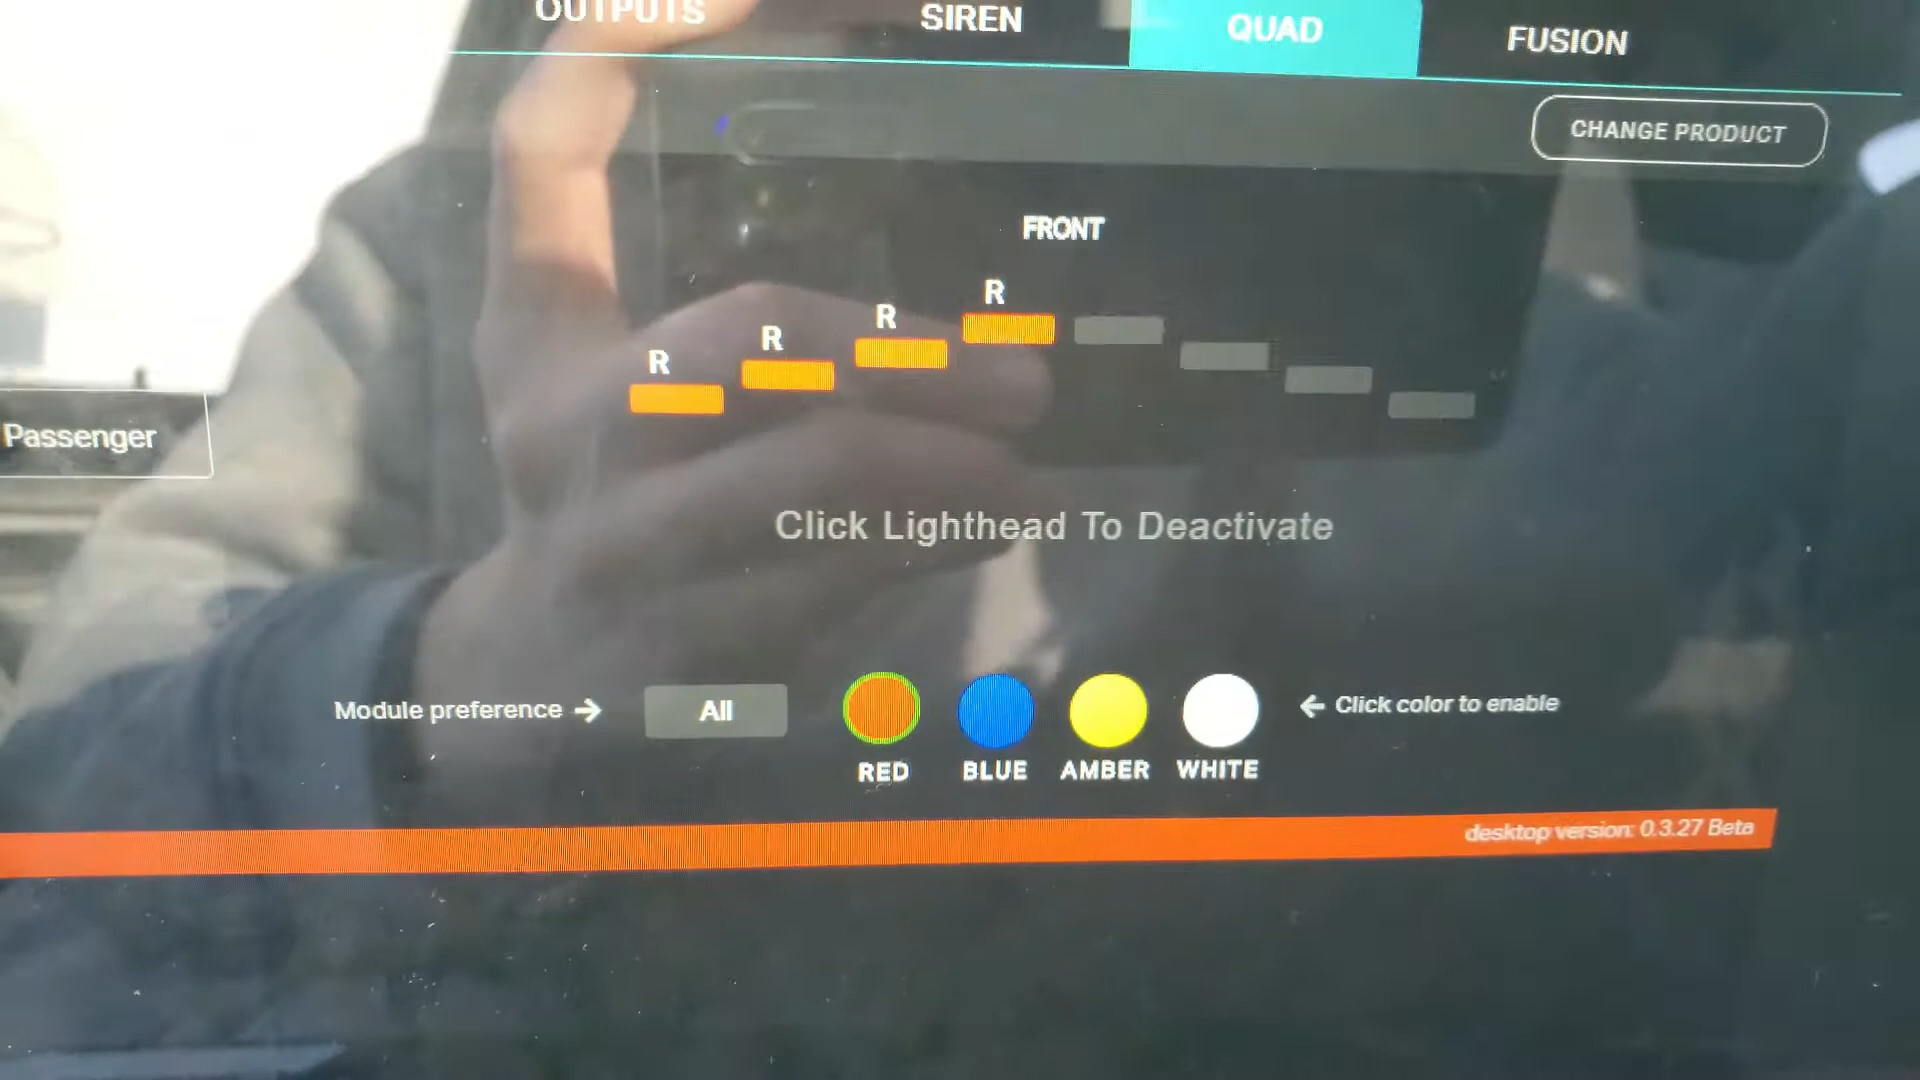 OUTPUTS SIREN QUAD FUSION
CHANGE PRODUCT
FRONT
R R R R
Passenger
Click Lighthead To Deactivate
Module preference → All ← Click color to enable
RED BLUE AMBER WHITE
desktop version: 0.3.27 Beta